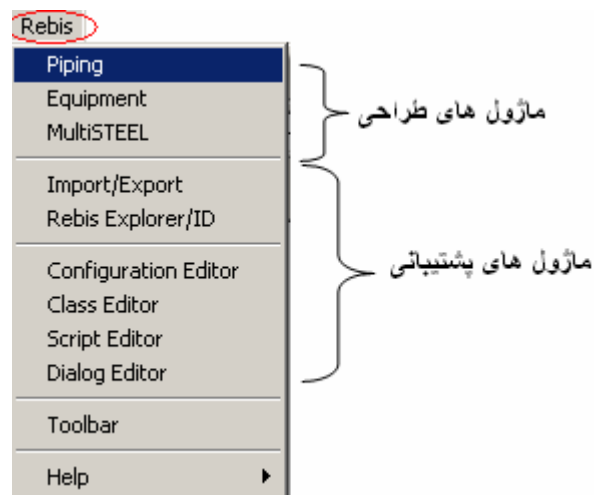 Rebis
Piping
Equipment
MultiSTEEL
ماژول های طراحی
Import/Export
Rebis Explorer/ID
Configuration Editor
Class Editor
Script Editor
Dialog Editor
ماژول های پشتیبانی
Toolbar
Help